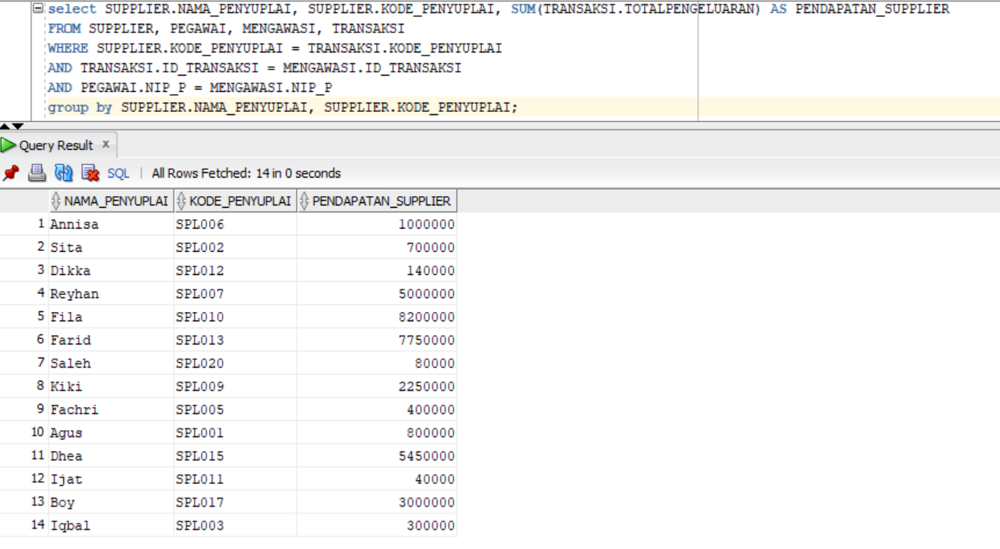 select SUPPLIER.NAMA_PENYUPLAI, SUPPLIER.KODE_PENYUPLAI, SUM(TRANSAKSI.TOTALPENGELUARAN) AS PENDAPATAN_SUPPLIER
FROM SUPPLIER, PEGAWAI, MENGAWASI, TRANSAKSI
WHERE SUPPLIER.KODE_PENYUPLAI = TRANSAKSI.KODE_PENYUPLAI
AND TRANSAKSI.ID_TRANSAKSI = MENGAWASI.ID_TRANSAKSI
AND PEGAWAI.NIP_P = MENGAWASI.NIP_P
group by SUPPLIER.NAMA_PENYUPLAI, SUPPLIER.KODE_PENYUPLAI;
Query Result x
SQL | All Rows Fetched: 14 in 0 seconds
NAMA_PENYUPLAI KODE_PENYUPLAI PENDAPATAN_SUPPLIER
1 Annisa SPL006 1000000
2 Sita SPL002 700000
3 Dikka SPL012 140000
4 Reyhan SPL007 5000000
5 Fila SPL010 8200000
6 Farid SPL013 7750000
7 Saleh SPL020 80000
8 Kiki SPL009 2250000
9 Fachri SPL005 400000
10 Agus SPL001 800000
11 Dhea SPL015 5450000
12 Ijat SPL011 40000
13 Boy SPL017 3000000
14 Iqbal SPL003 300000